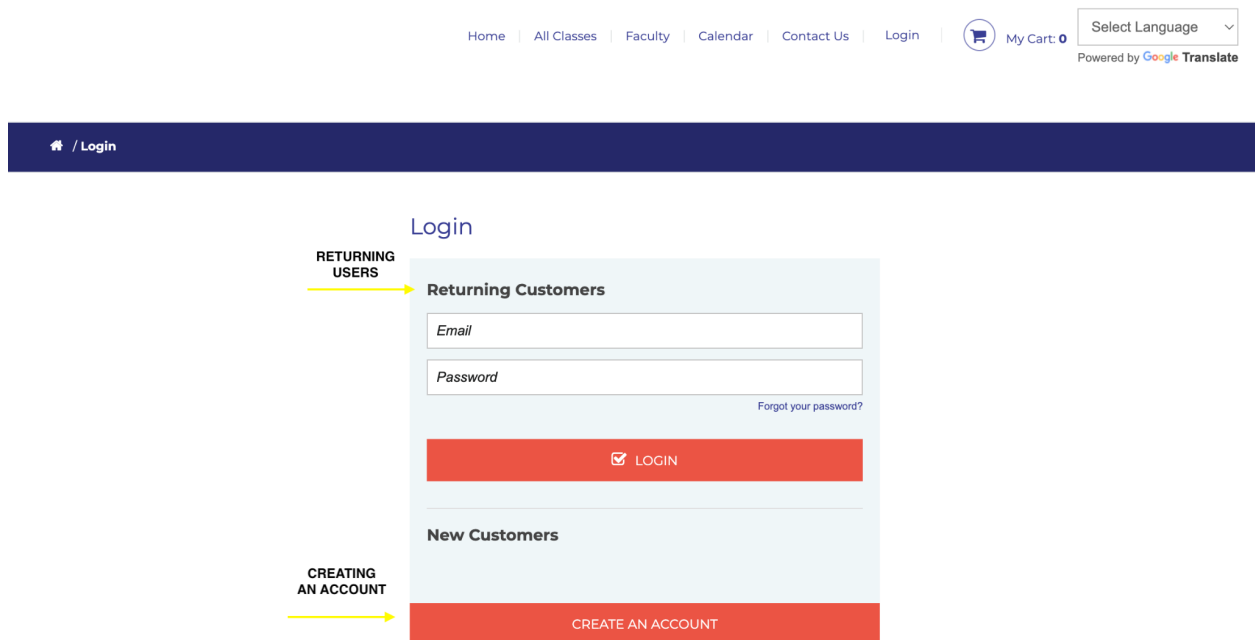 Home All Classes Faculty Calendar Contact Us Login My Cart: 0 Select Language
Powered by Google Translate
/ Login
Login
RETURNING
USERS
Returning Customers
Email
Password
Forgot your password?
LOGIN
New Customers
CREATING
AN ACCOUNT
CREATE AN ACCOUNT